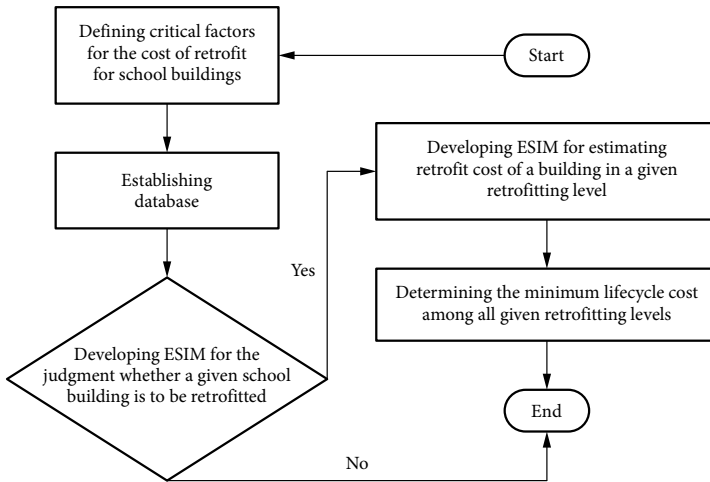 Start
Defining critical factors
for the cost of retrofit
for school buildings
Establishing
database
Developing ESIM for the
judgment whether a given school
building is to be retrofitted
Yes
No
Developing ESIM for estimating
retrofit cost of a building in a given
retrofitting level
Determining the minimum lifecycle cost
among all given retrofitting levels
End